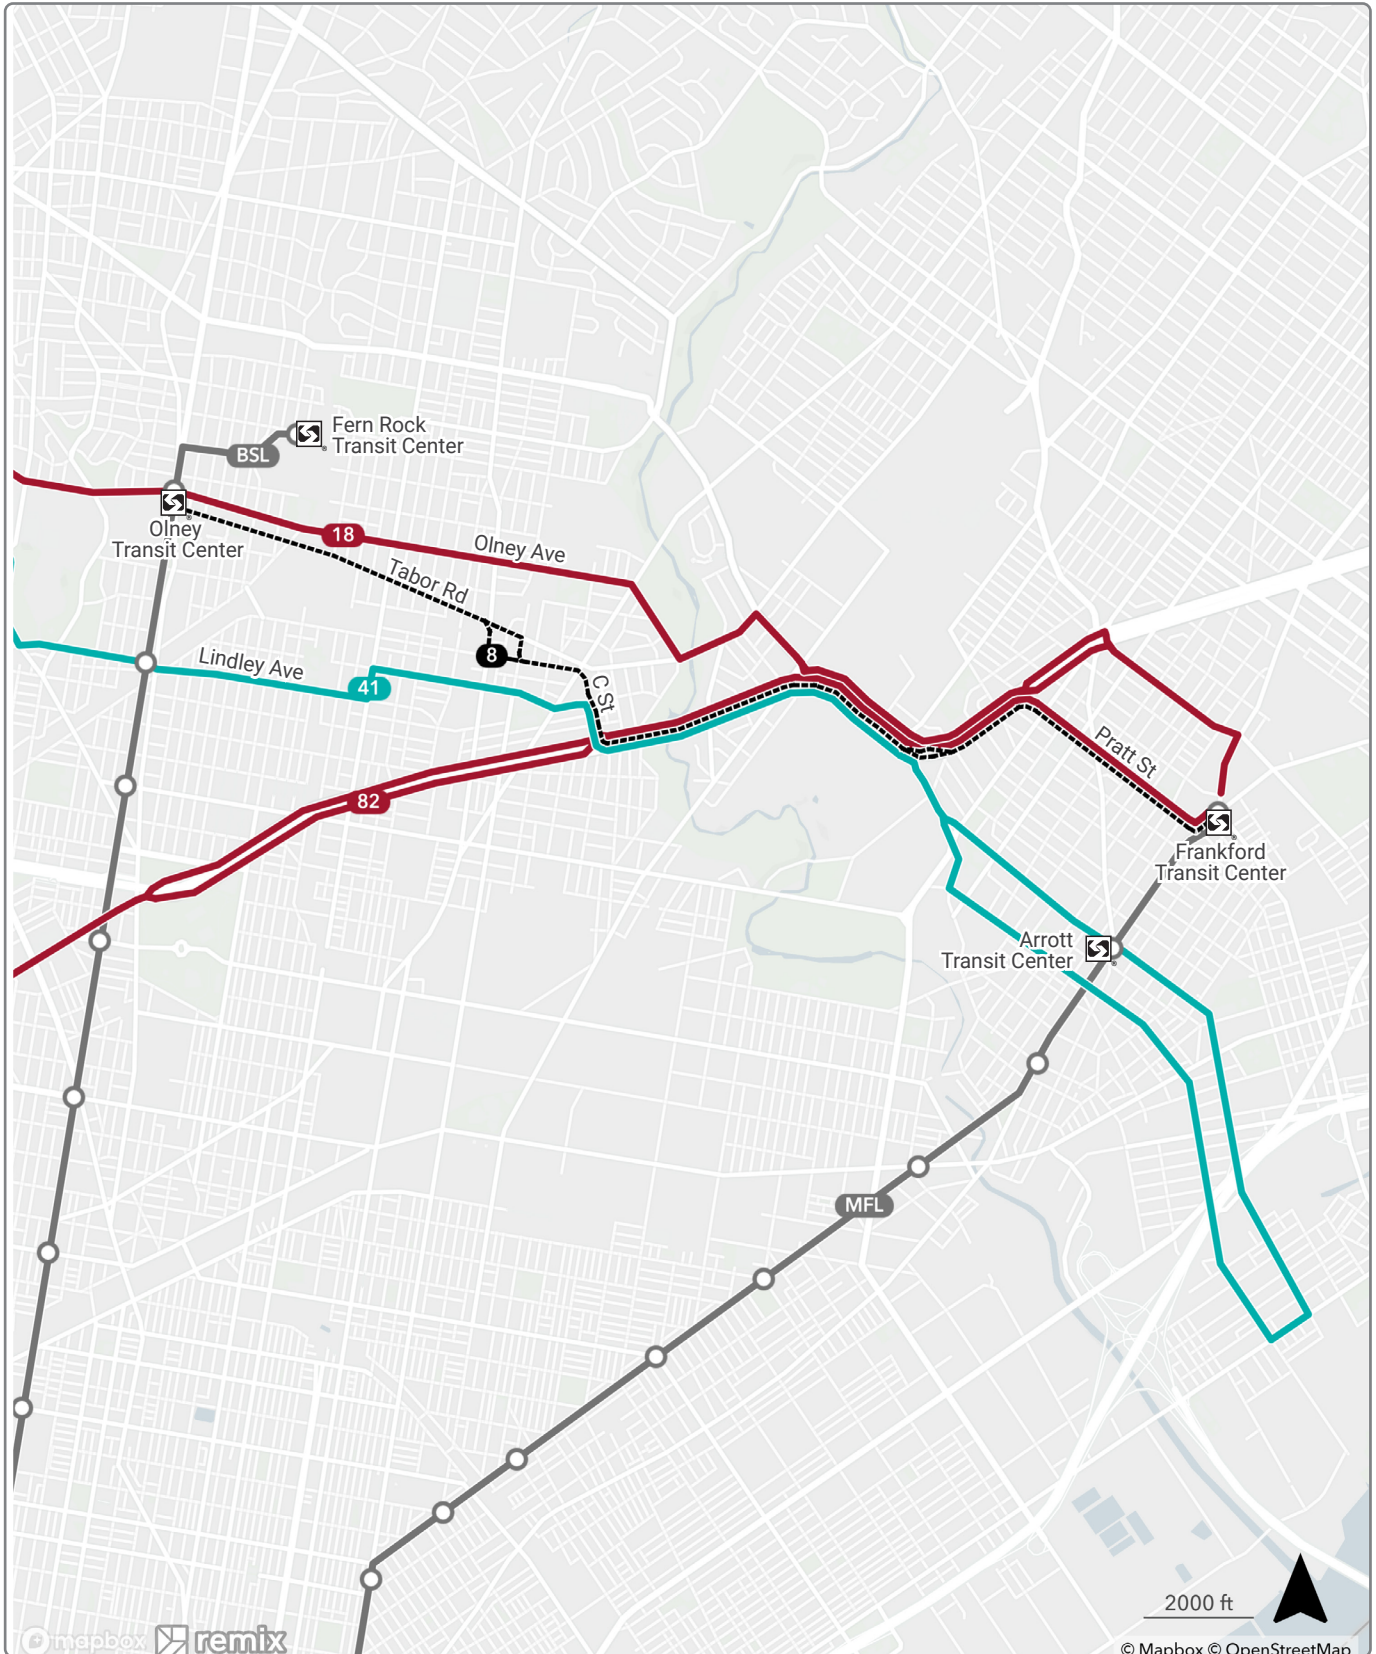 Fern Rock
Transit Center
BSL
Olney
Transit Center
18
Olney Ave
Tabor Rd
8
Lindley Ave
41
C St
82
Pratt St
Frankford
Transit Center
Arrott
Transit Center
MFL
2000 ft
mapbox
remix
© Mapbox © OpenStreetMap